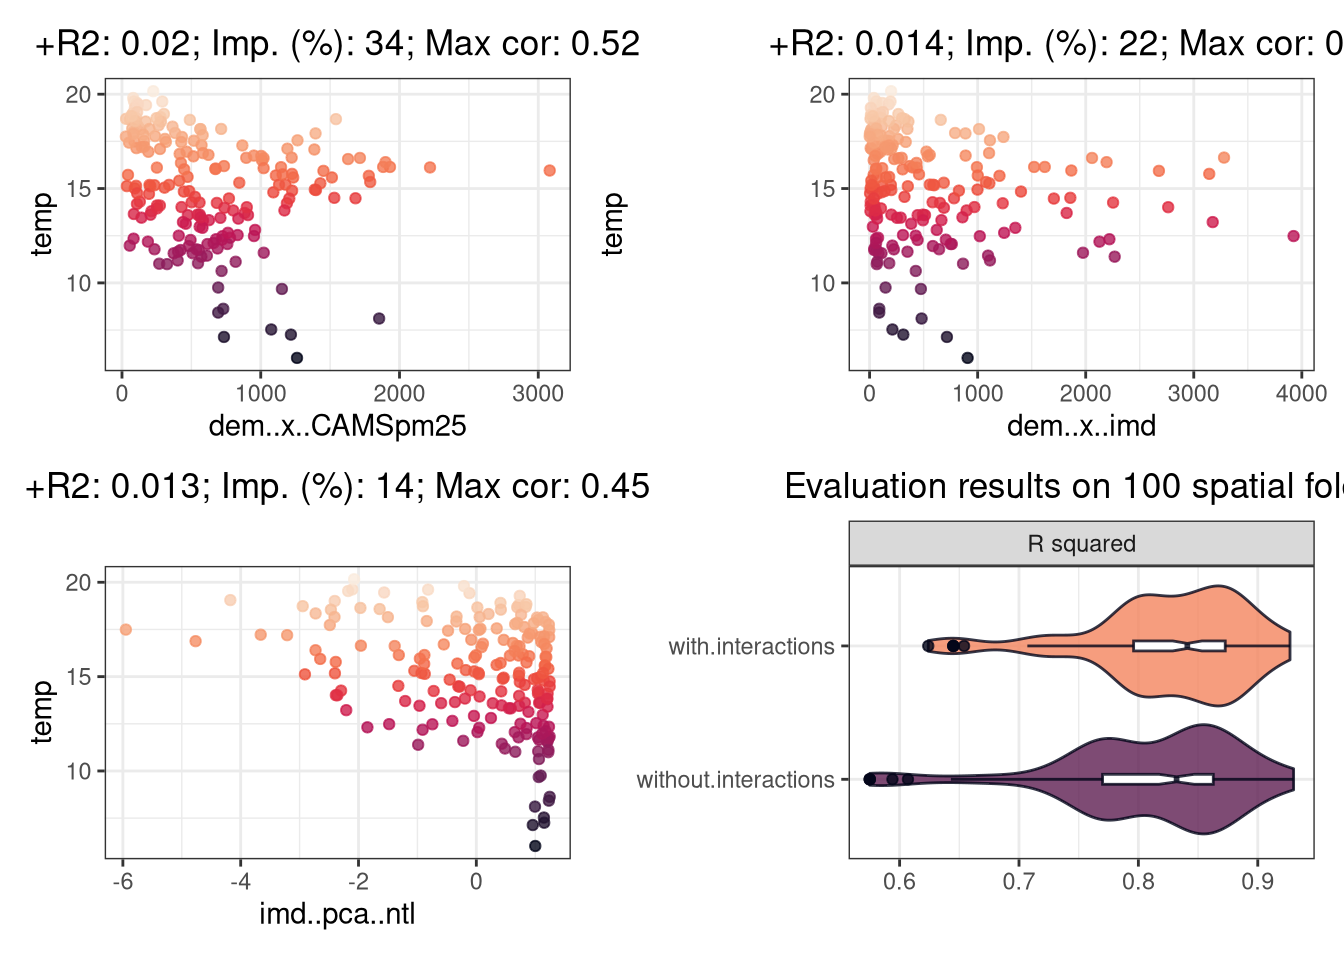 +R2: 0.02; Imp. (%): 34; Max cor: 0.52
20
15
10
temp
0 1000 2000 3000
dem..x..CAMSpm25
+R2: 0.014; Imp. (%): 22; Max cor: 0
20
15
10
temp
0 1000 2000 3000 4000
dem..x..imd
+R2: 0.013; Imp. (%): 14; Max cor: 0.45
20
15
10
temp
-6 -4 -2 0
imd..pca..ntl
Evaluation results on 100 spatial
R squared
with.interactions
without.interactions
0.6 0.7 0.8 0.9